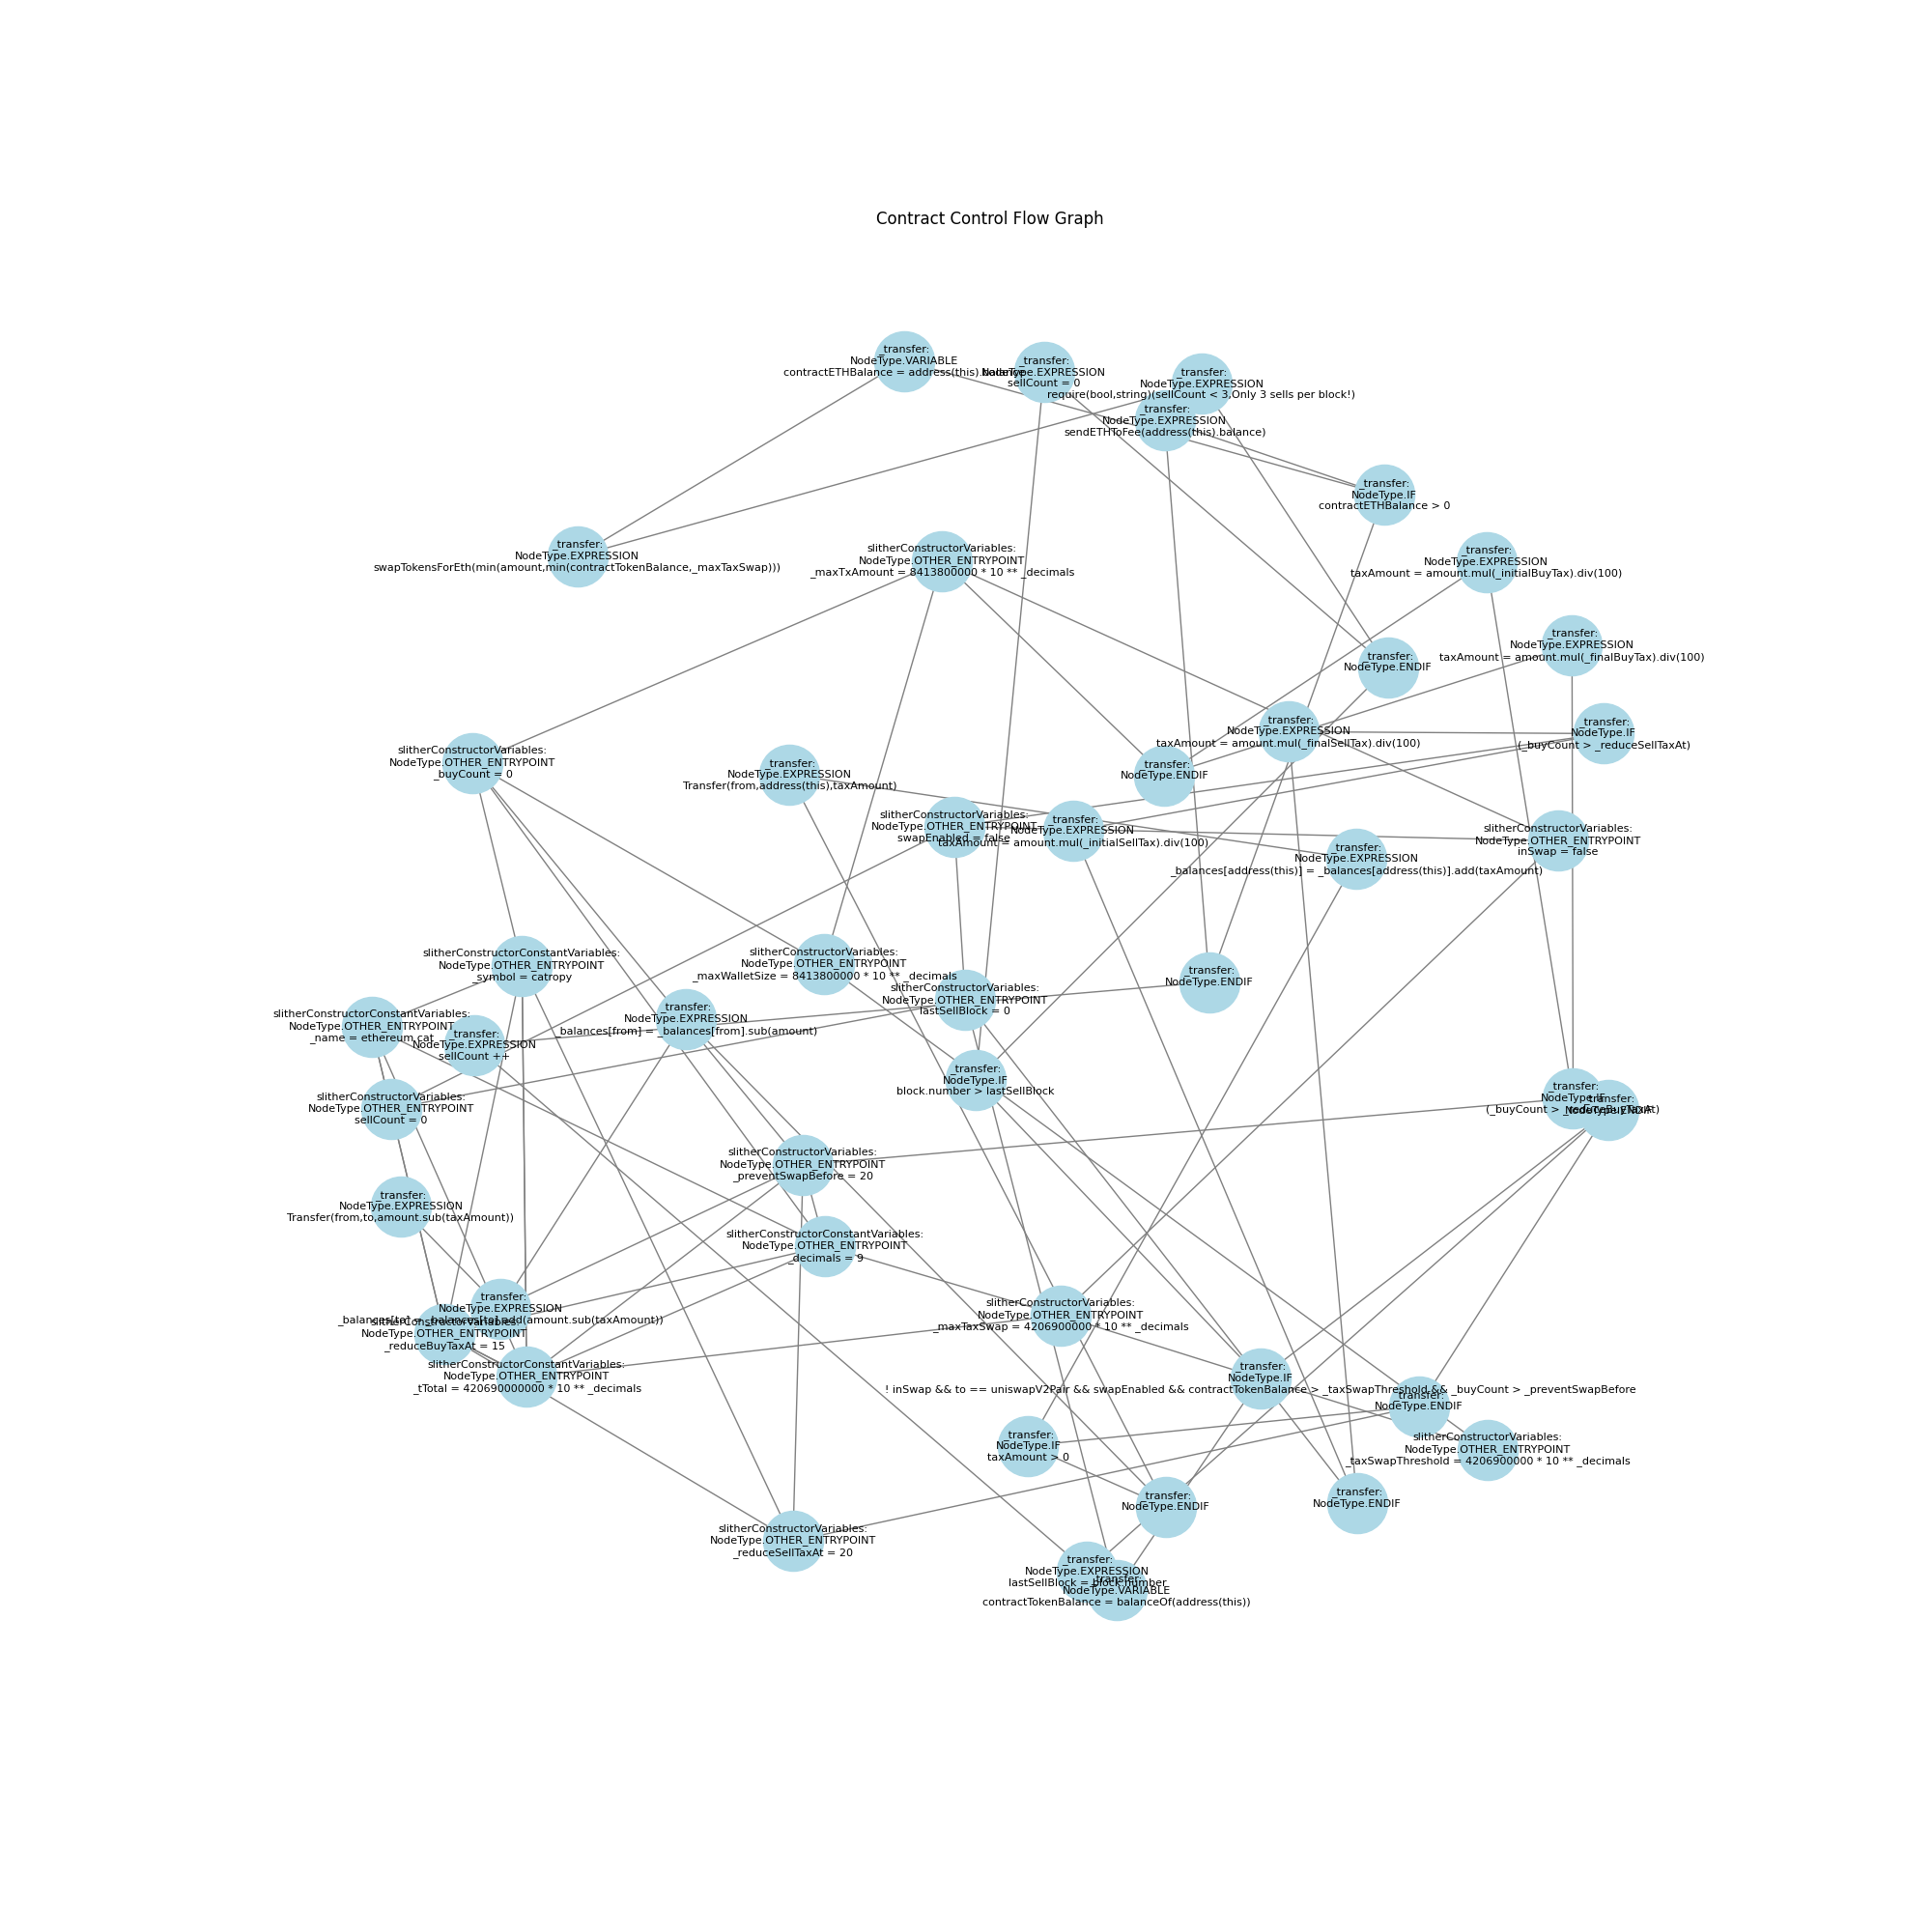 Contract Control Flow Graph
_transfer:
NodeType.VARIABLE
contractETHBalance = address(this).balance
_transfer:
NodeType.EXPRESSION
sellCount = 0
_transfer:
NodeType.EXPRESSION
require(bool,string)(sellCount < 3,Only 3 sells per block!)
_transfer:
NodeType.EXPRESSION
sendETHToFee(address(this).balance)
_transfer:
NodeType.IF
contractETHBalance > 0
_transfer:
NodeType.EXPRESSION
swapTokensForEth(min(amount,min(contractTokenBalance,_maxTaxSwap)))
slitherConstructorVariables:
NodeType.OTHER_ENTRYPOINT
_maxTxAmount = 8413800000 * 10 ** _decimals
_transfer:
NodeType.EXPRESSION
taxAmount = amount.mul(_initialBuyTax).div(100)
_transfer:
NodeType.EXPRESSION
taxAmount = amount.mul(_finalBuyTax).div(100)
_transfer:
NodeType.ENDIF
_transfer:
NodeType.EXPRESSION
taxAmount = amount.mul(_finalSellTax).div(100)
_transfer:
NodeType.IF
(_buyCount > _reduceSellTaxAt)
slitherConstructorVariables:
NodeType.OTHER_ENTRYPOINT
_buyCount = 0
_transfer:
NodeType.EXPRESSION
Transfer(from,address(this),taxAmount)
_transfer:
NodeType.ENDIF
slitherConstructorVariables:
NodeType.OTHER_ENTRYPOINT
swapEnabled = false
_transfer:
NodeType.EXPRESSION
taxAmount = amount.mul(_initialSellTax).div(100)
slitherConstructorVariables:
NodeType.OTHER_ENTRYPOINT
inSwap = false
_transfer:
NodeType.EXPRESSION
_balances[address(this)] = _balances[address(this)].add(taxAmount)
slitherConstructorConstantVariables:
NodeType.OTHER_ENTRYPOINT
_symbol = catropy
slitherConstructorVariables:
NodeType.OTHER_ENTRYPOINT
_maxWalletSize = 8413800000 * 10 ** _decimals
_transfer:
NodeType.ENDIF
slitherConstructorVariables:
NodeType.OTHER_ENTRYPOINT
lastSellBlock = 0
slitherConstructorConstantVariables:
NodeType.OTHER_ENTRYPOINT
_name = ethereum cat
_transfer:
NodeType.EXPRESSION
_balances[from] = _balances[from].sub(amount)
_transfer:
NodeType.EXPRESSION
sellCount ++
_transfer:
NodeType.IF
block.number > lastSellBlock
slitherConstructorVariables:
NodeType.OTHER_ENTRYPOINT
sellCount = 0
_transfer:
NodeType.IF
(_buyCount > _reduceBuyTaxAt)
_transfer:
NodeType.ENDIF
slitherConstructorVariables:
NodeType.OTHER_ENTRYPOINT
_preventSwapBefore = 20
_transfer:
NodeType.EXPRESSION
Transfer(from,to,amount.sub(taxAmount))
slitherConstructorConstantVariables:
NodeType.OTHER_ENTRYPOINT
_decimals = 9
_transfer:
NodeType.EXPRESSION
_balances[to] = _balances[to].add(amount.sub(taxAmount))
slitherConstructorVariables:
NodeType.OTHER_ENTRYPOINT
_reduceBuyTaxAt = 15
slitherConstructorVariables:
NodeType.OTHER_ENTRYPOINT
_maxTaxSwap = 4206900000 * 10 ** _decimals
slitherConstructorConstantVariables:
NodeType.OTHER_ENTRYPOINT
_tTotal = 420690000000 * 10 ** _decimals
_transfer:
NodeType.IF
! inSwap && to == uniswapV2Pair && swapEnabled && contractTokenBalance > _taxSwapThreshold && _buyCount > _preventSwapBefore
_transfer:
NodeType.ENDIF
_transfer:
NodeType.IF
taxAmount > 0
slitherConstructorVariables:
NodeType.OTHER_ENTRYPOINT
_taxSwapThreshold = 4206900000 * 10 ** _decimals
_transfer:
NodeType.ENDIF
_transfer:
NodeType.ENDIF
slitherConstructorVariables:
NodeType.OTHER_ENTRYPOINT
_reduceSellTaxAt = 20
_transfer:
NodeType.EXPRESSION
lastSellBlock = block.number
_transfer:
NodeType.VARIABLE
contractTokenBalance = balanceOf(address(this))